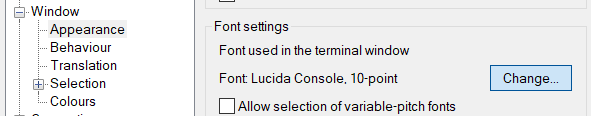 Window
Appearance
Behaviour
Translation
Selection
Colours
Font settings
Font used in the terminal window
Font: Lucida Console, 10-point
Change...
Allow selection of variable-pitch fonts